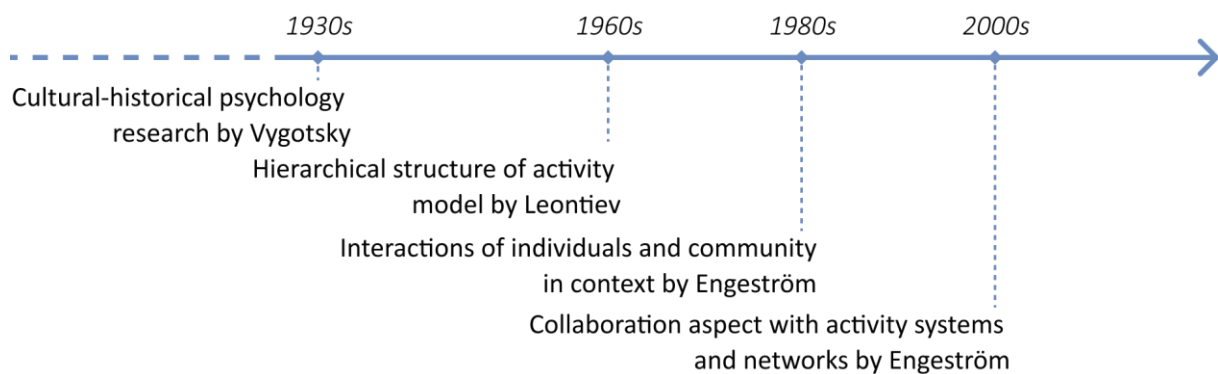 1930s 1960s 1980s 2000s
Cultural-historical psychology
research by Vygotsky
Hierarchical structure of activity
model by Leontiev
Interactions of individuals and community
in context by Engeström
Collaboration aspect with activity systems
and networks by Engeström